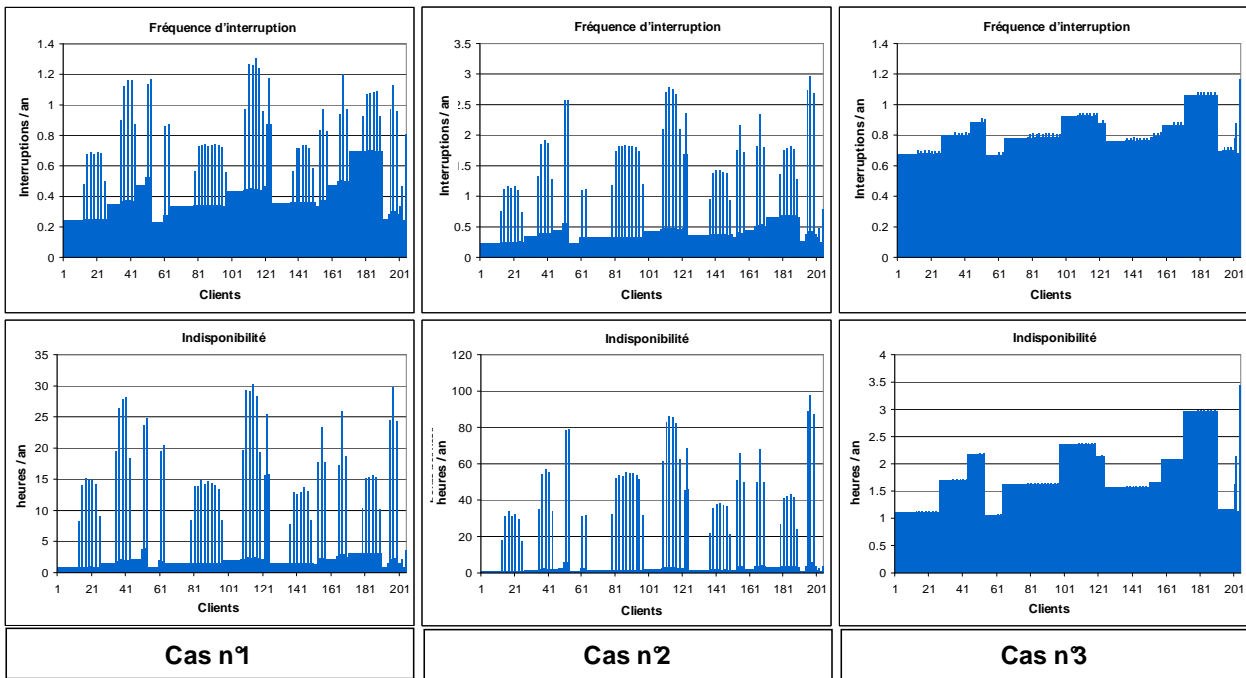 Fréquence d'interruption
1.4
1.2
1
0.8
0.6
0.4
0.2
0
Interruptions / an
1 21 41 61 81 101 121 141 161 181 201
Clients
Fréquence d'interruption
3.5
3
2.5
2
1
0.5
0
Interruptions / an
1 21 41 61 81 101 121 141 161 181 201
Clients
Fréquence d'interruption
1.4
1.2
1
0.8
0.6
0.4
0.2
0
Interruptions / an
1 21 41 61 81 101 121 141 161 181 201
Clients
Indisponibilité
35
30
25
20
15
10
5
0
heures / an
1 21 41 61 81 101 121 141 161 181 201
Clients
Indisponibilité
120
100
80
60
40
20
0
heures / an
1 21 41 61 81 101 121 141 161 181 201
Clients
Indisponibilité
4
3.5
3
2.5
2
1.5
1
0.5
0
heures / an
1 21 41 61 81 101 121 141 161 181 201
Clients
Cas n°1
Cas n°2
Cas n°3